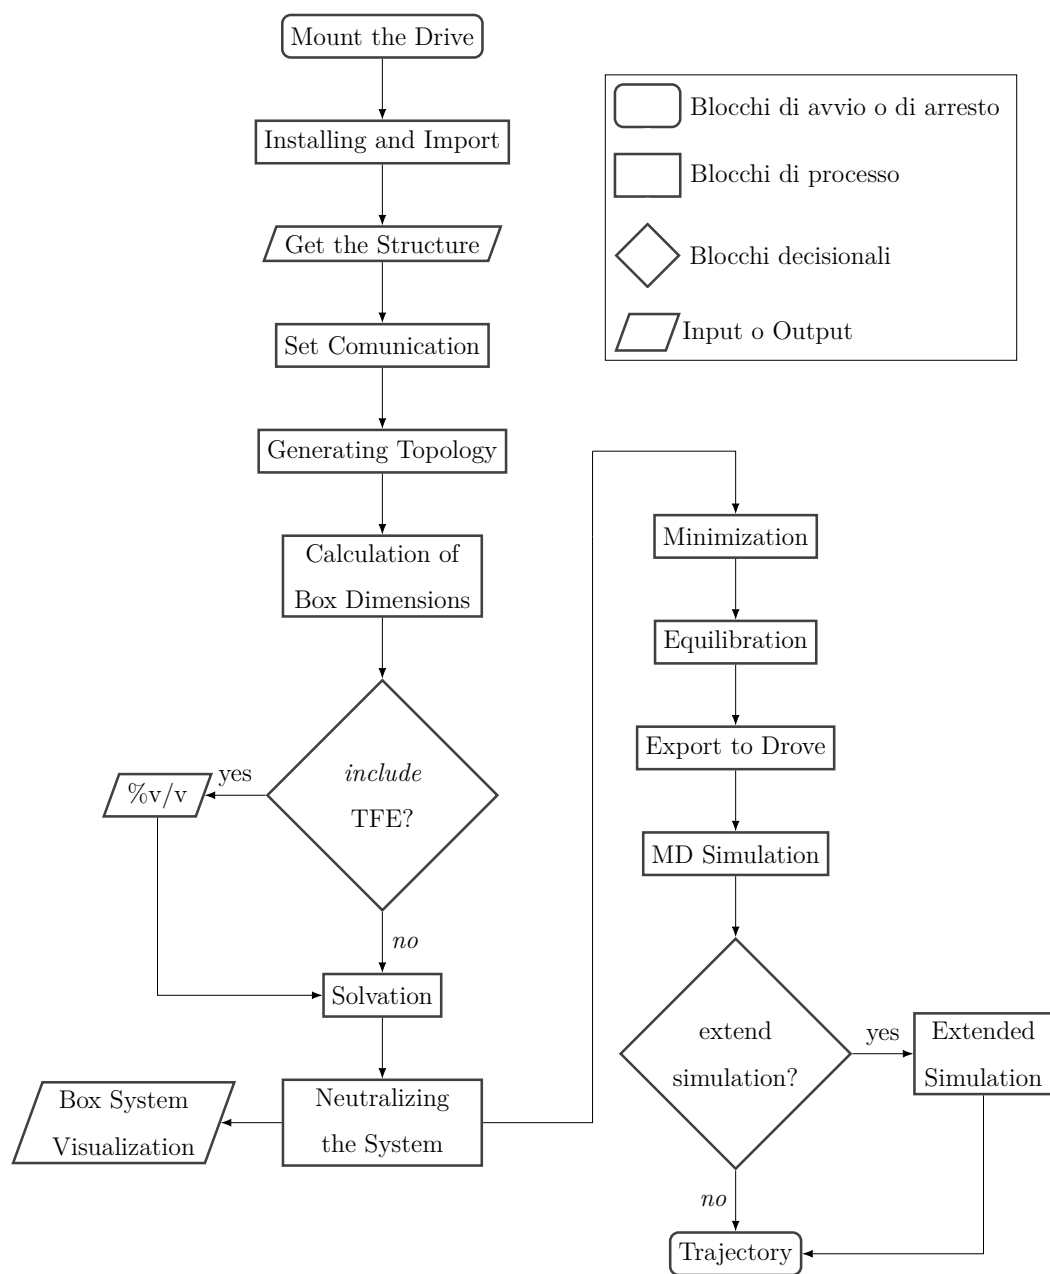 Mount the Drive
Installing and Import
Get the Structure
Set Comunication
Generating Topology
Calculation of
Box Dimensions
include
TFE?
yes
%v/v
no
Solvation
Neutralizing
the System
Box System
Visualization
Blocchi di avvio o di arresto
Blocchi di processo
Blocchi decisionali
Input o Output
Minimization
Equilibration
Export to Drove
MD Simulation
extend
simulation?
yes
Extended
Simulation
no
Trajectory